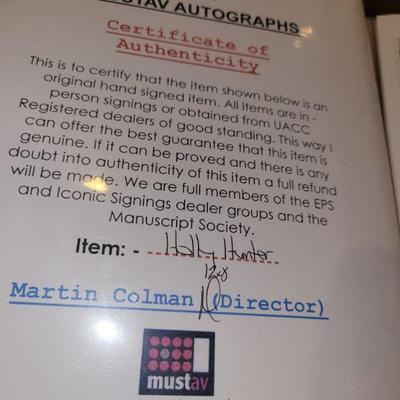 STAV AUTOGRAPHS
Certificate of
Authenticity
This is to certify that the item shown below is an
original hand signed item. All items are in -
person signings or obtained from UACC
Registered dealers of good standing. This way i
can offer the best guarantee that this item is
genuine. If it can be proved and there is any
doubt into authenticity of this item a full refund
will be made. We are full members of the EPS
and Iconic Signings dealer groups and the
Manuscript Society.
Item: - Holly Hunter
Martin Colman (Director)
mustav